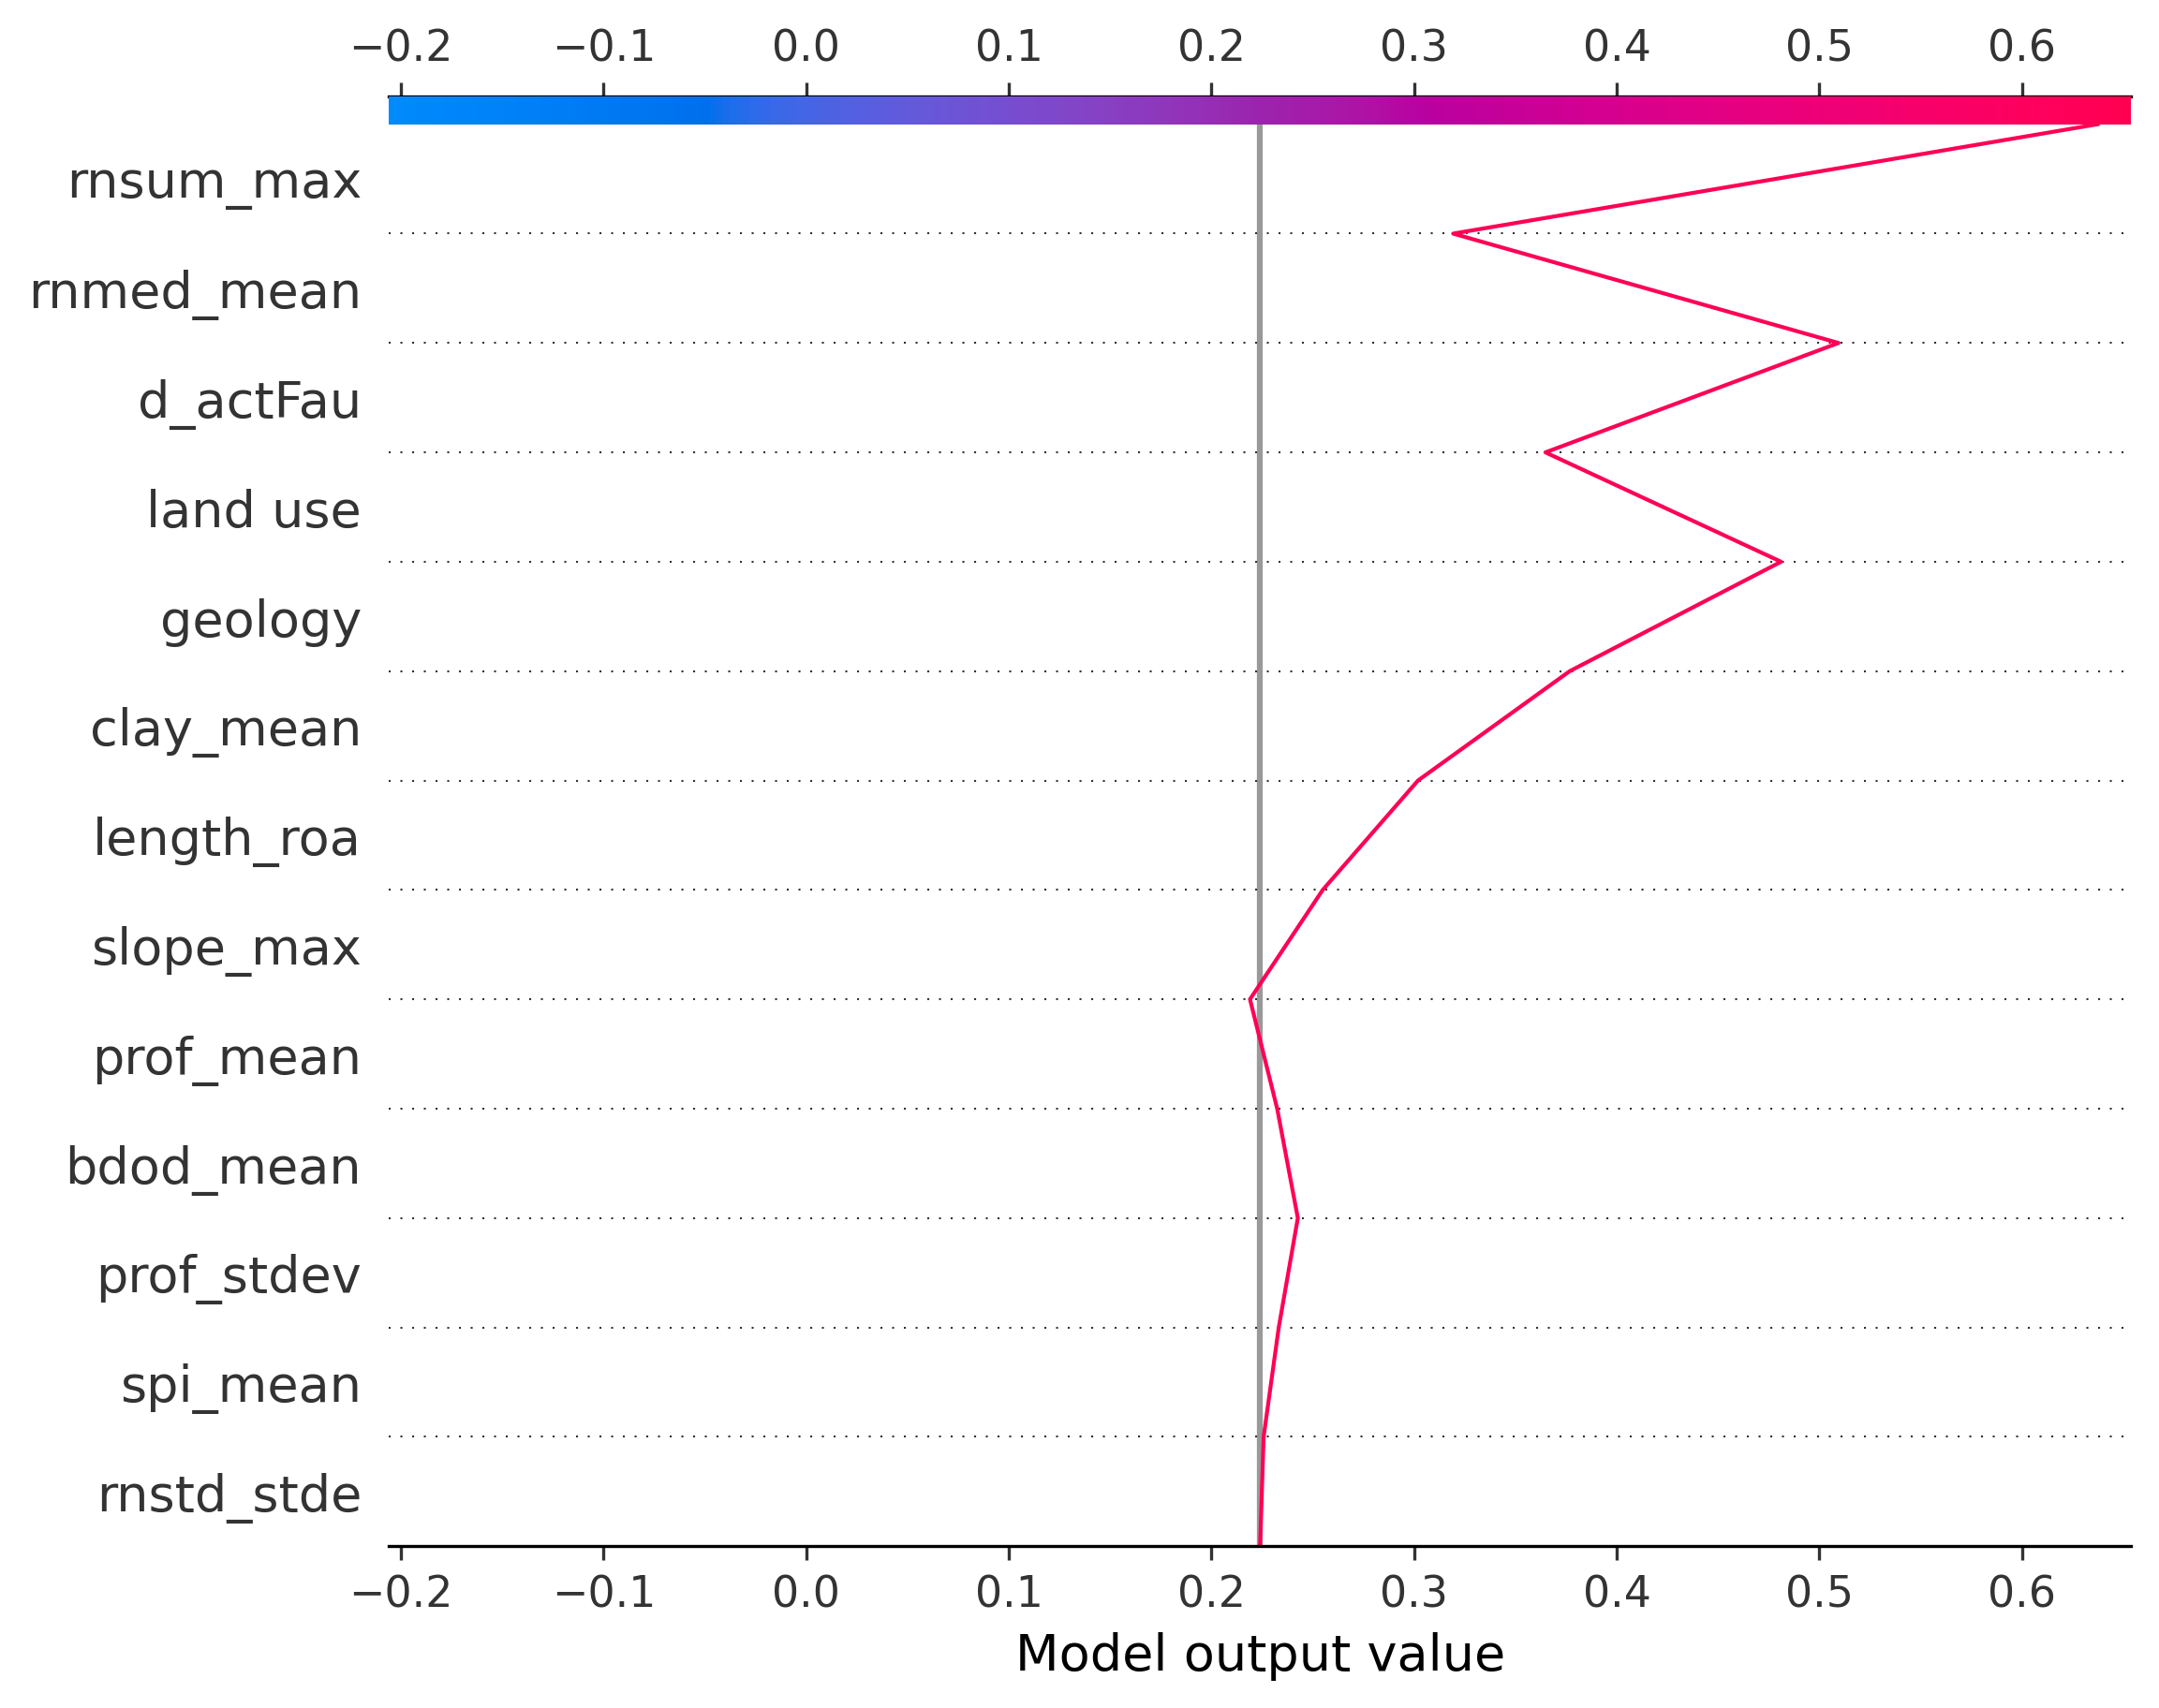 −0.2 −0.1 0.0 0.1 0.2 0.3 0.4 0.5 0.6
rnsum_max
rnmed_mean
d_actFau
land use
geology
clay_mean
length_roa
slope_max
prof_mean
bdod_mean
prof_stdev
spi_mean
rnstd_stde
−0.2 −0.1 0.0 0.1 0.2 0.3 0.4 0.5 0.6
Model output value